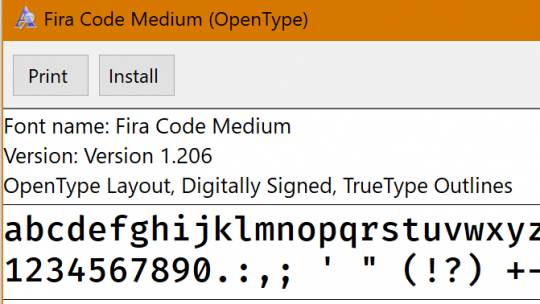 Fira Code Medium (OpenType)
Print Install
Font name: Fira Code Medium
Version: Version 1.206
OpenType Layout, Digitally Signed, TrueType Outlines
abcdefghijklmnopqrstuvwxyz
1234567890.:,; ' " (!?) +-